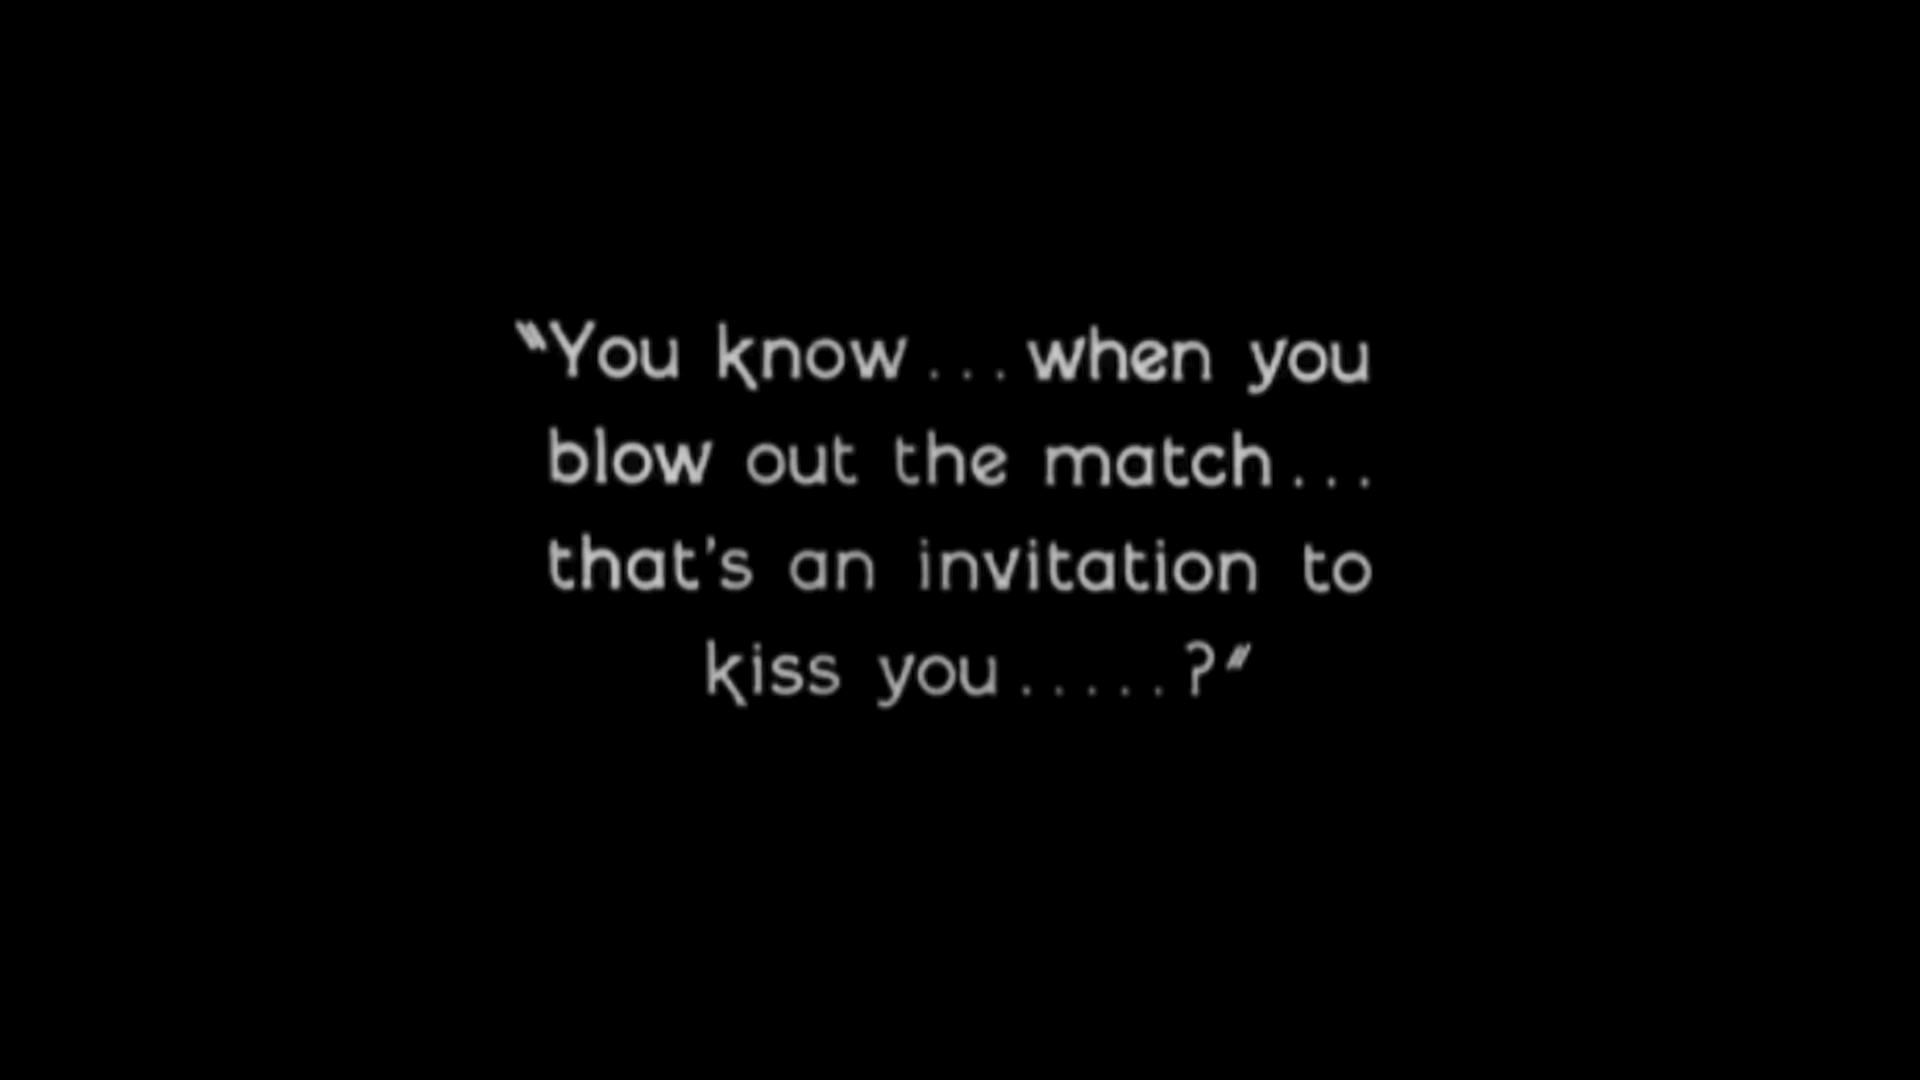 "You know... when you
blow out the match...
that's an invitation to
kiss you.....?"